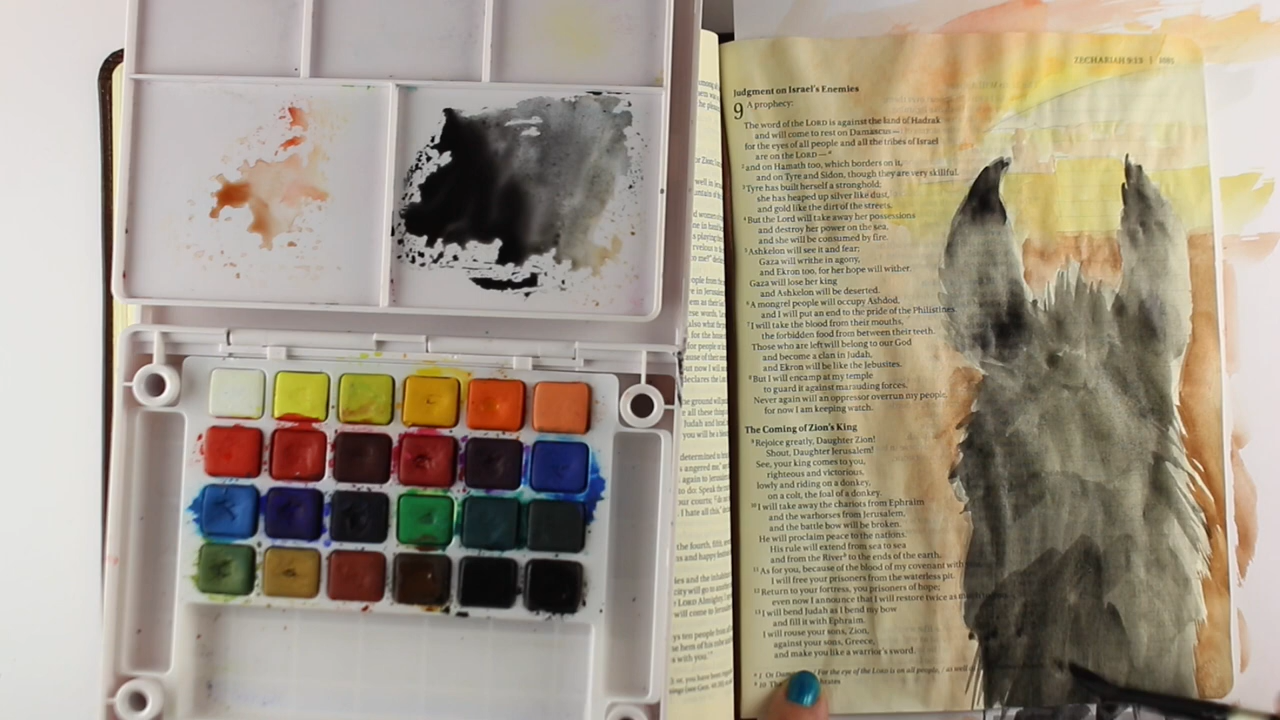 ZECHARIAH 9:13 |
Judgment on Israel's Enemies
9 A prophecy:
The word of the LORD is against the land of Hadrak
and will come to rest on Damascus —
for the eyes of all people and all the tribes of Israel
are on the LORD — a
2 and on Hamath too, which borders on it,
and on Tyre and Sidon, though they are very skillful.
3 Tyre has built herself a stronghold;
she has heaped up silver like dust,
and gold like the dirt of the streets.
4 But the Lord will take away her possessions
and destroy her power on the sea,
and she will be consumed by fire.
5 Ashkelon will see it and fear;
Gaza will writhe in agony,
and Ekron too, for her hope will wither.
Gaza will lose her king
and Ashkelon will be deserted.
6 A mongrel people will occupy Ashdod,
and I will put an end to the pride of the Philistines.
7 I will take the blood from their mouths,
the forbidden food from between their teeth.
Those who are left will belong to our God
and become a clan in Judah,
and Ekron will be like the Jebusites.
8 But I will encamp at my temple
to guard it against marauding forces.
Never again will an oppressor overrun my people,
for now I am keeping watch.
The Coming of Zion's King
9 Rejoice greatly, Daughter Zion!
Shout, Daughter Jerusalem!
See, your king comes to you,
righteous and victorious,
lowly and riding on a donkey,
on a colt, the foal of a donkey.
10 I will take away the chariots from Ephraim
and the warhorses from Jerusalem,
and the battle bow will be broken.
He will proclaim peace to the nations.
His rule will extend from sea to sea
and from the River b to the ends of the earth.
11 As for you, because of the blood of my covenant with
I will free your prisoners from the waterless pit.
12 Return to your fortress, you prisoners of hope;
even now I announce that I will restore twice as
13 I will bend Judah as I bend my bow
and fill it with Ephraim.
I will rouse your sons, Zion,
against your sons, Greece,
and make you like a warrior's sword.
a 1 Or For the eye of the LORD is on all people, / as well as
b 10